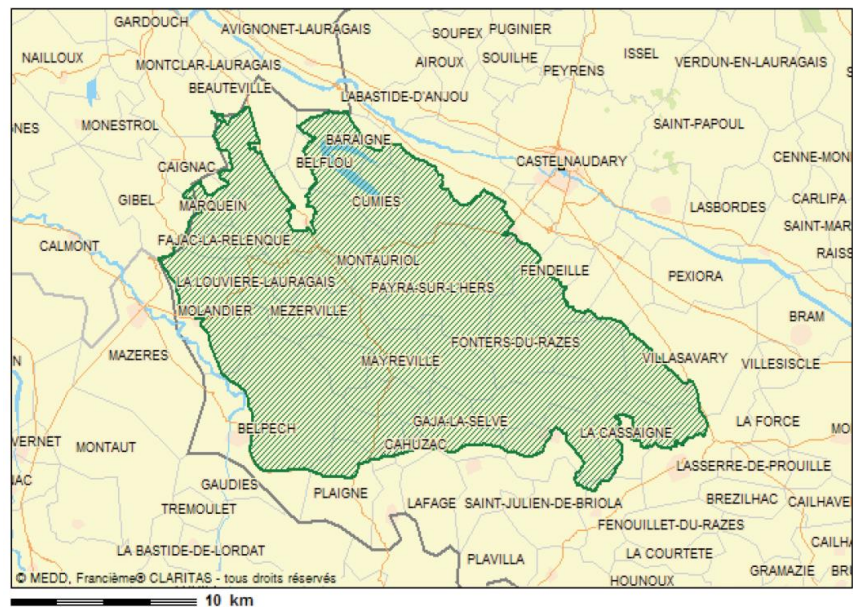 GARDOUCH
AVIGNONET-LAURAGAIS
SOUPEX
PUGINIER
NAILLOUX
AIROUX
SOUILHE
ISSEL
VERDUN-EN-LAURAGAIS
MONTCLAR-LAURAGAIS
PEYRENS
BEAUTEVILLE
LABASTIDE-D'ANJOU
MONESTROL
SAINT-PAPOUL
BARAIGNE
CAIGNAC
BELFLOU
CASTELNAUDARY
CENNE-MON
GIBEL
MARQUEIN
CUMIES
LASBORDES
CARLIPA
SAINT-MAR
CALMONT
FAJAC-LA-RELENQUE
RAISS
MONTAURIOL
FENDEILLE
PEXIORA
LA LOUVIERE-LAURAGAIS
PAYRA-SUR-L'HERS
MOLANDIER
MEZERVILLE
BRAM
FONTERS-DU-RAZES
MAZERES
MAYREVILLE
VILLASAVARY
VILLESISCLE
VERNET
MONTAUT
BELPECH
GAJA-LA-SELVE
LA CASSAIGNE
LA FORCE
MO
CAHUZAC
LASSERRE-DE-PROUILLE
GAUDIES
PLAIGNE
TREMOULET
LAFAGE
SAINT-JULIEN-DE-BRIOLA
BREZILHAC
CAILHAVE
FENOUILLET-DU-RAZES
LA BASTIDE-DE-LORDAT
PLAVILLA
LA COURTETE
CAILHA
HOUNOUX
GRAMAZIE
BRU
© MEDD, Francième® CLARITAS - tous droits réservés
10 km